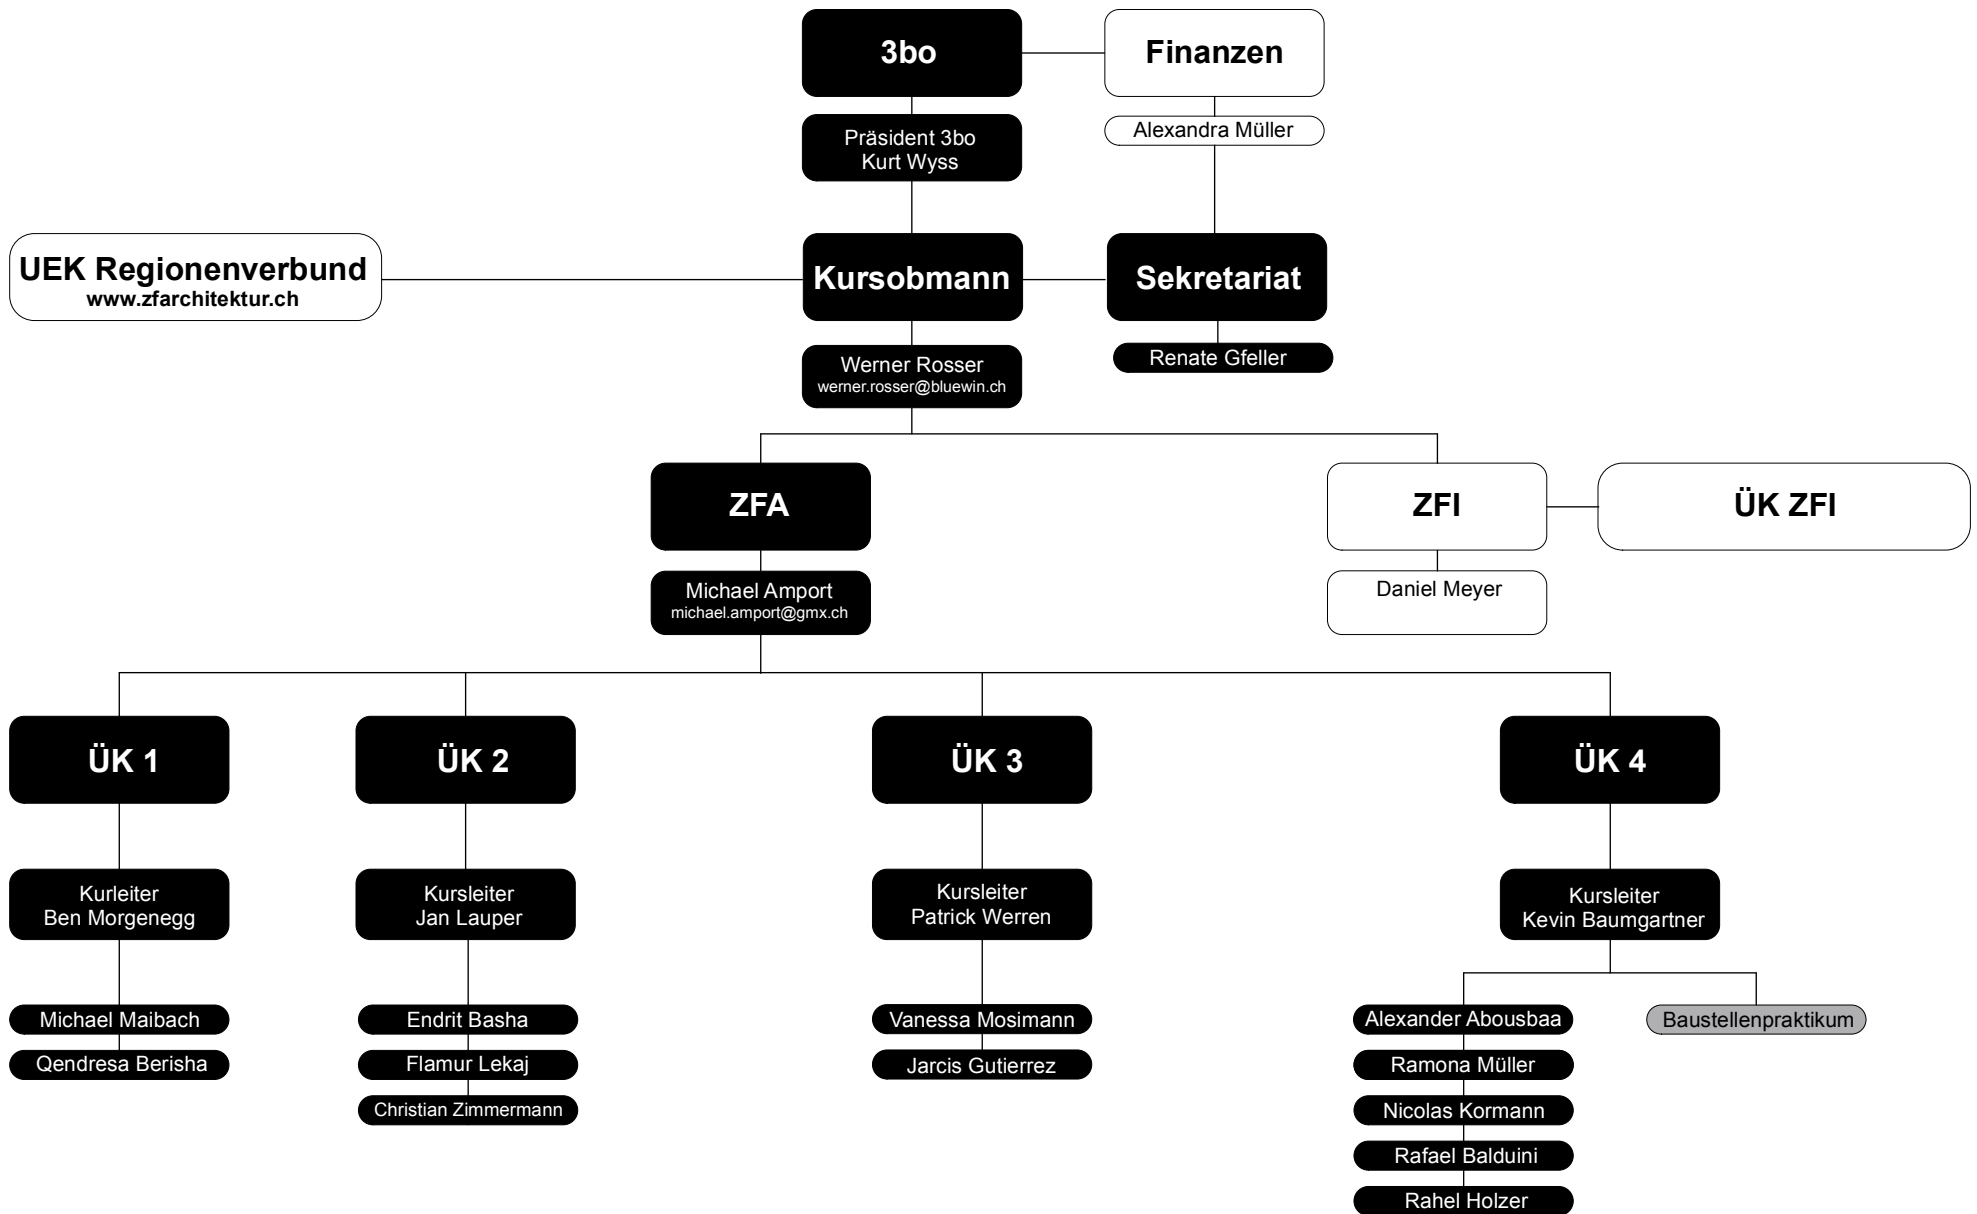 3bo
Finanzen
Präsident 3bo
Kurt Wyss
Alexandra Müller
UEK Regionenverbund
www.zfarchitektur.ch
Kursobmann
Sekretariat
Werner Rosser
werner.rosser@bluewin.ch
Renate Gfeller
ZFA
ZFI
ÜK ZFI
Michael Amport
michael.amport@gmx.ch
Daniel Meyer
ÜK 1
ÜK 2
ÜK 3
ÜK 4
Kurleiter
Ben Morgenegg
Kursleiter
Jan Lauper
Kursleiter
Patrick Werren
Kursleiter
Kevin Baumgartner
Michael Maibach
Qendresa Berisha
Endrit Basha
Flamur Lekaj
Christian Zimmermann
Vanessa Mosimann
Jarcis Gutierrez
Alexander Abousbaa
Ramona Müller
Nicolas Kormann
Rafael Balduini
Rahel Holzer
Baustellenpraktikum